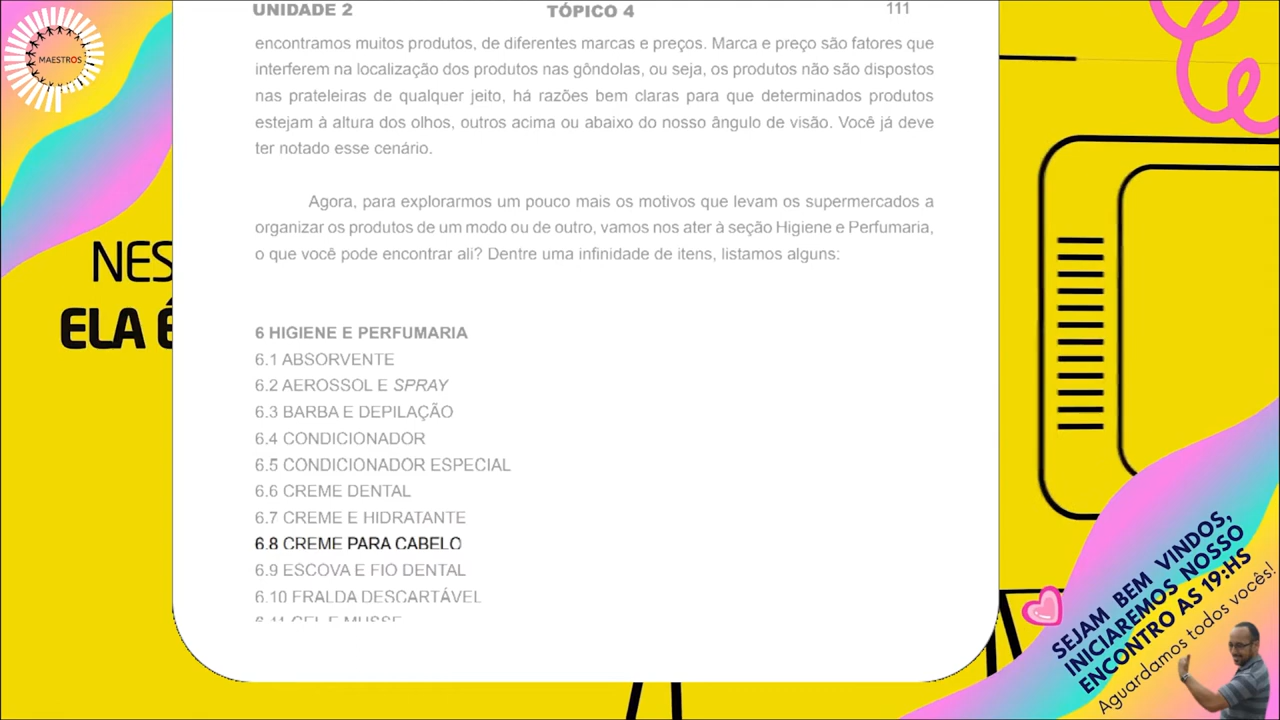 MAESTROS
UNIDADE 2
TÓPICO 4
111
encontramos muitos produtos, de diferentes marcas e preços. Marca e preço são fatores que
interferem na localização dos produtos nas gôndolas, ou seja, os produtos não são dispostos
nas prateleiras de qualquer jeito, há razões bem claras para que determinados produtos
estejam à altura dos olhos, outros acima ou abaixo do nosso ângulo de visão. Você já deve
ter notado esse cenário.
Agora, para explorarmos um pouco mais os motivos que levam os supermercados a
organizar os produtos de um modo ou de outro, vamos nos ater à seção Higiene e Perfumaria,
o que você pode encontrar ali? Dentre uma infinidade de itens, listamos alguns:
6 HIGIENE E PERFUMARIA
6.1 ABSORVENTE
6.2 AEROSSOL E SPRAY
6.3 BARBA E DEPILAÇÃO
6.4 CONDICIONADOR
6.5 CONDICIONADOR ESPECIAL
6.6 CREME DENTAL
6.7 CREME E HIDRATANTE
6.8 CREME PARA CABELO
6.9 ESCOVA E FIO DENTAL
6.10 FRALDA DESCARTÁVEL
6.11 GEL E MUSSE
NES
ELA É
SEJAM BEM VINDOS,
INICIAREMOS NOSSO
ENCONTRO AS 19:HS
Aguardamos todos vocês!